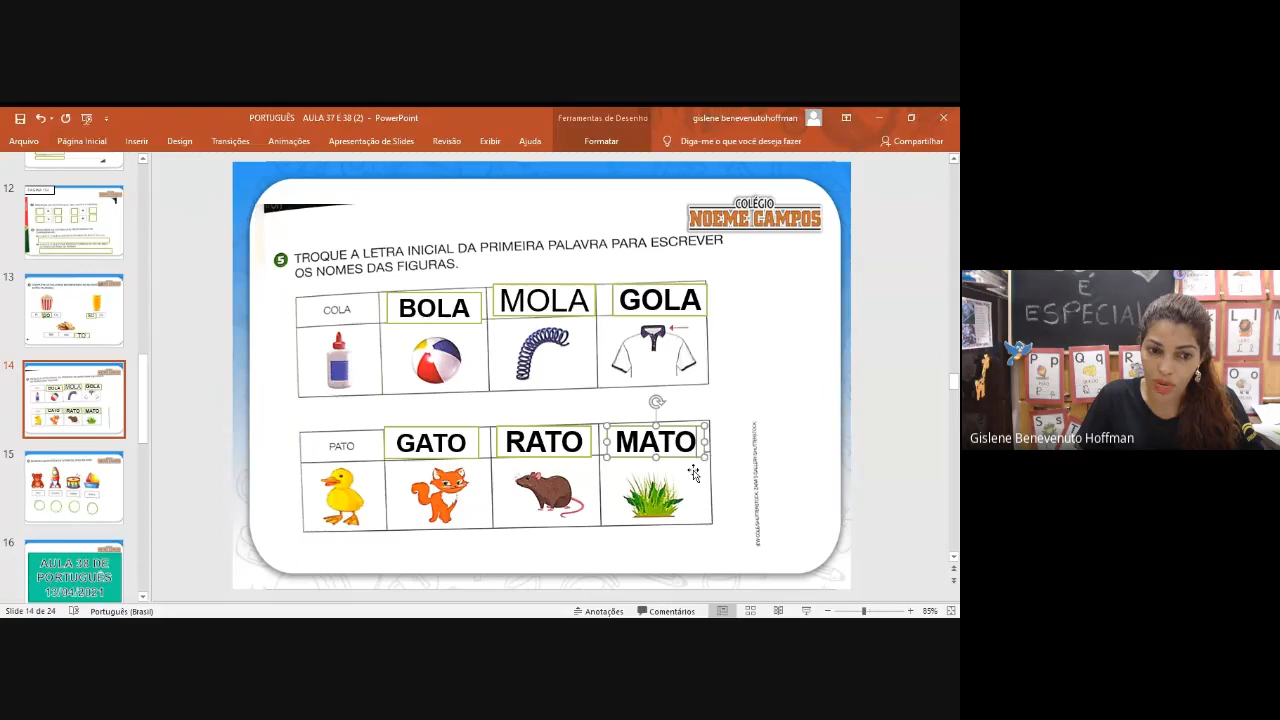 PORTUGUÊS AULA 37 E 38 (2) - PowerPoint
Ferramentas de Desenho
gislene benevenutohoffman
Arquivo
Página Inicial
Inserir
Design
Transições
Animações
Apresentação de Slides
Revisão
Exibir
Ajuda
Formatar
Diga-me o que você deseja fazer
Compartilhar
12
13
14
15
16
AULA 38 DE
PORTUGUÊS
13/04/2021
COLÉGIO
NOEME CAMPOS
5 TROQUE A LETRA INICIAL DA PRIMEIRA PALAVRA PARA ESCREVER
OS NOMES DAS FIGURAS.
COLA BOLA MOLA GOLA
PATO GATO RATO MATO
Slide 14 de 24
Português (Brasil)
Anotações
Comentários
85%
É
ESPECIAL
P p
Q q
R
L l
O o
S s
Gislene Benevenuto Hoffman